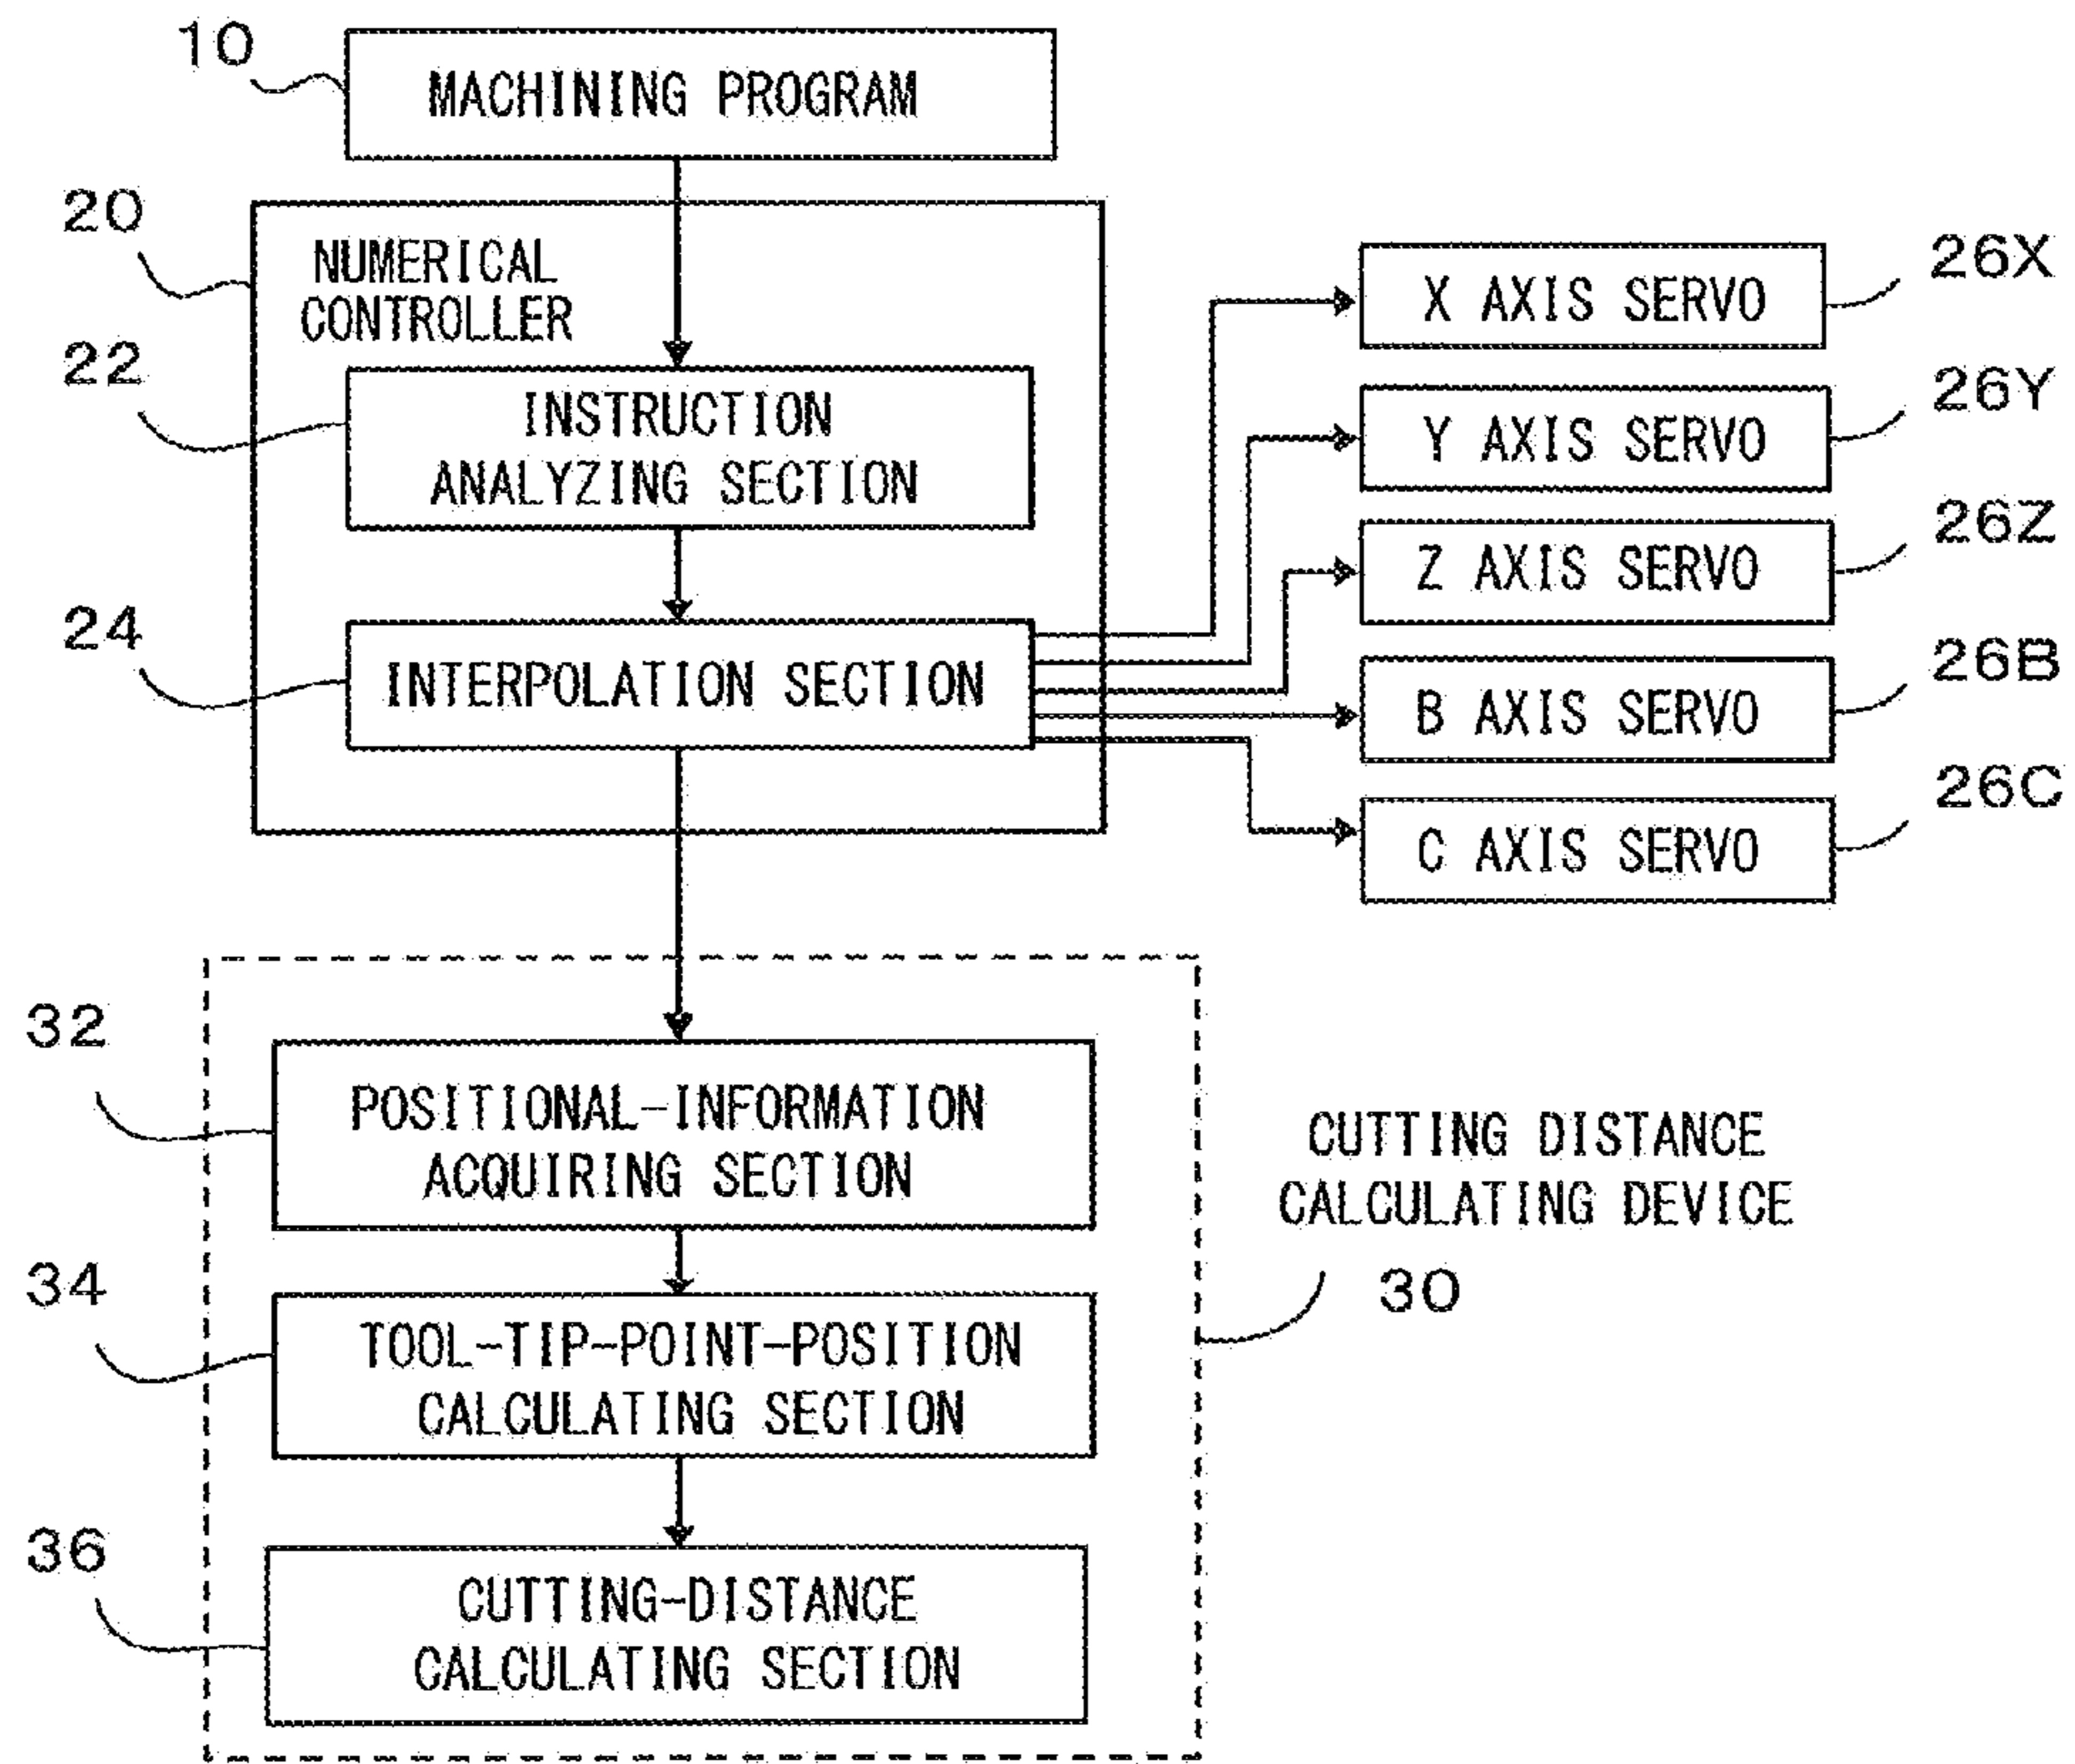 10
MACHINING PROGRAM
20
NUMERICAL
CONTROLLER
22
INSTRUCTION
ANALYZING SECTION
24
INTERPOLATION SECTION
X AXIS SERVO
26X
Y AXIS SERVO
26Y
Z AXIS SERVO
26Z
B AXIS SERVO
26B
C AXIS SERVO
26C
32
POSITIONAL-INFORMATION
ACQUIRING SECTION
34
TOOL-TIP-POINT-POSITION
CALCULATING SECTION
36
CUTTING-DISTANCE
CALCULATING SECTION
CUTTING DISTANCE
CALCULATING DEVICE
30